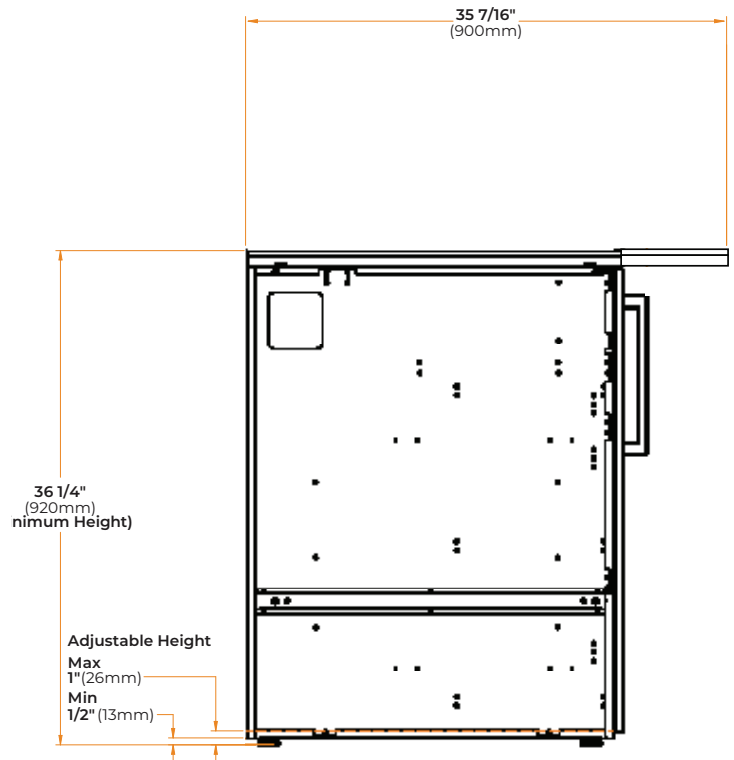 35 7/16"
(900mm)
36 1/4"
(920mm)
nimum Height)
Adjustable Height
Max
1"(26mm)
Min
1/2"(13mm)